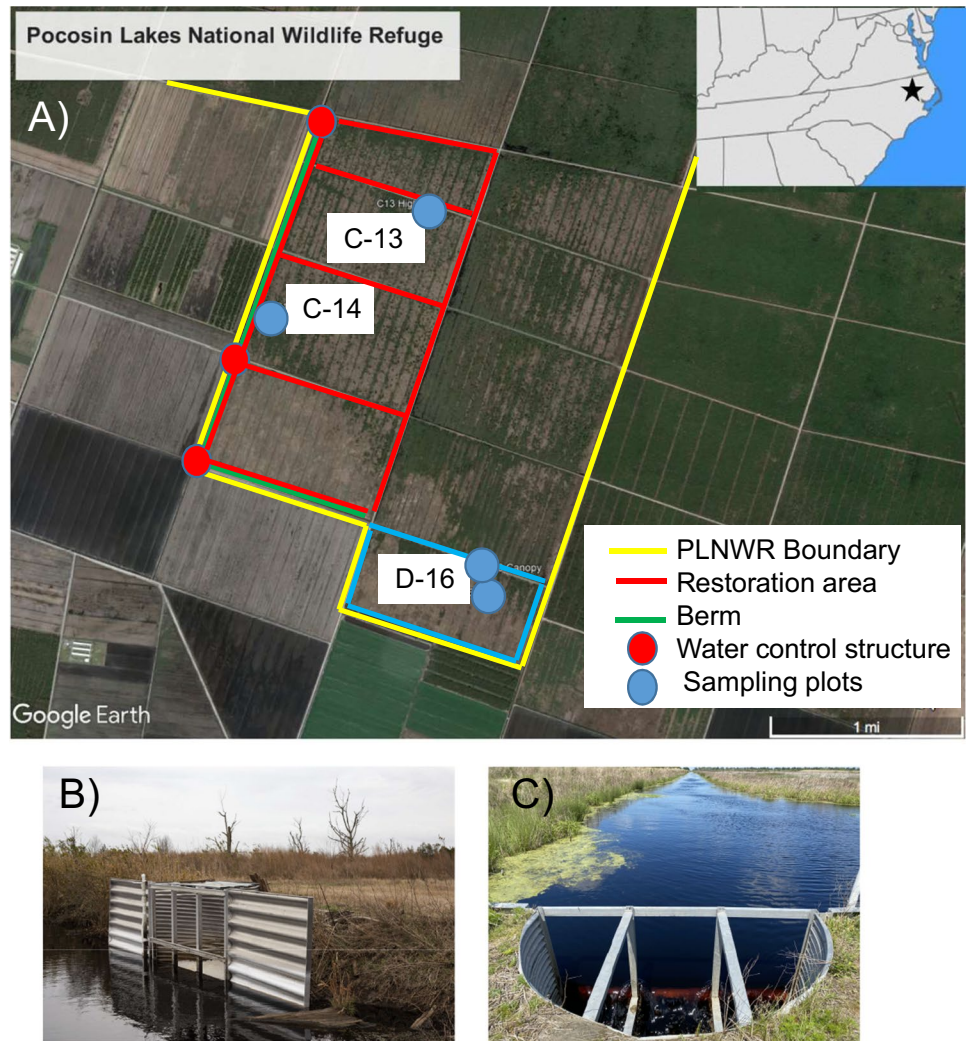 Pocosin Lakes National Wildlife Refuge
A)
C13 Hig
C-13
C-14
Canopy
D-16
PLNWR Boundary
Restoration area
Berm
Water control structure
Sampling plots
Google Earth
1 mi
B)
C)